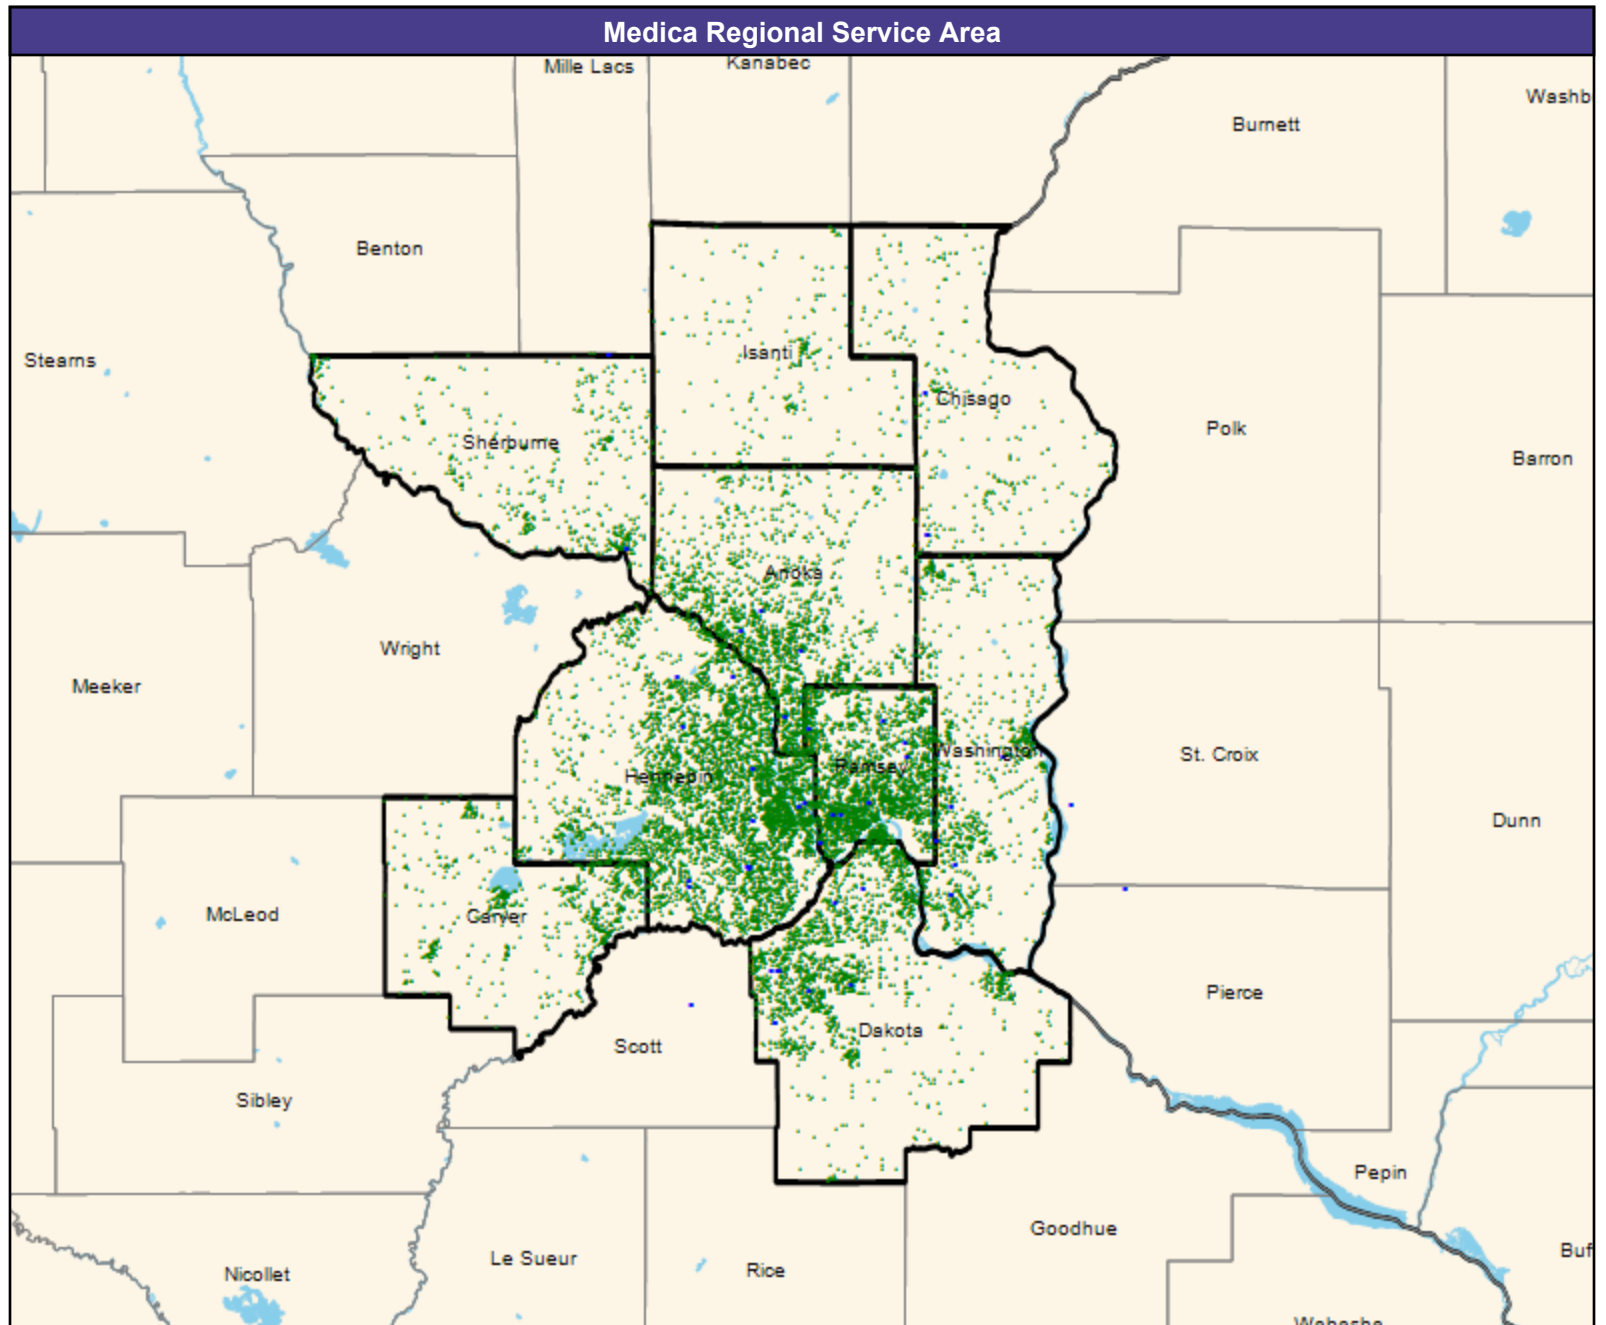 Medica Regional Service Area
Mille Lacs
Kanabec
Washb
Burnett
Benton
Isanti
Stearns
Chisago
Polk
Sherburne
Barron
Anoka
Wright
Meeker
Washington
St. Croix
Ramsey
Hennepin
Dunn
McLeod
Carver
Pierce
Dakota
Scott
Sibley
Pepin
Goodhue
Buf
Le Sueur
Rice
Nicollet
Wabasha